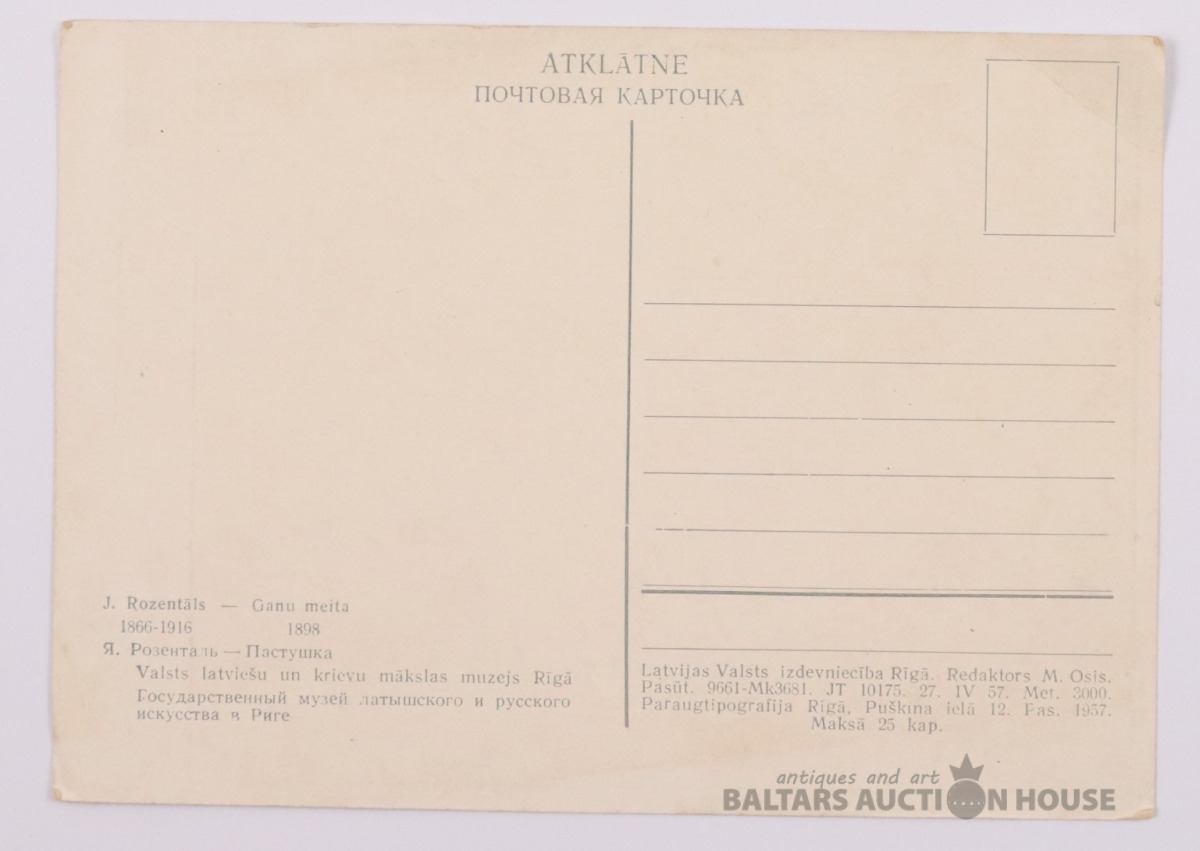 ATKLĀTNE
ПОЧТОВАЯ КАРТОЧКА
J. Rozentāls — Ganu meita
1866-1916 1898
Я. Розенталь — Пастушка
Valsts latviešu un krievu mākslas muzejs Rīgā
Государственный музей латышского и русского
искусства в Риге
Latvijas Valsts izdevniecība Rīgā. Redaktors M. Osis.
Pasūt. 9661-Mk3681. JT 10175. 27. IV 57. Met. 3000.
Paraugtipografija Rīgā, Puškina ielā 12. Pas. 1957.
Maksā 25 kap.
antiques and art
BALTARS AUCTION HOUSE